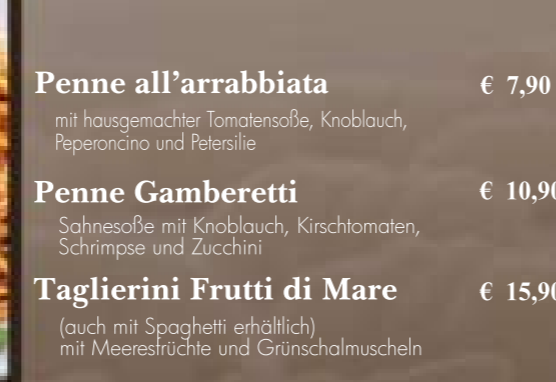 Penne all’arrabbiata € 7,90
mit hausgemachter Tomatensoße, Knoblauch,
Peperoncino und Petersilie
Penne Gamberetti € 10,90
Sahnesoße mit Knoblauch, Kirschtomaten,
Schrimpse und Zucchini
Taglierini Frutti di Mare € 15,90
(auch mit Spaghetti erhältlich)
mit Meeresfrüchte und Grünschalmuscheln